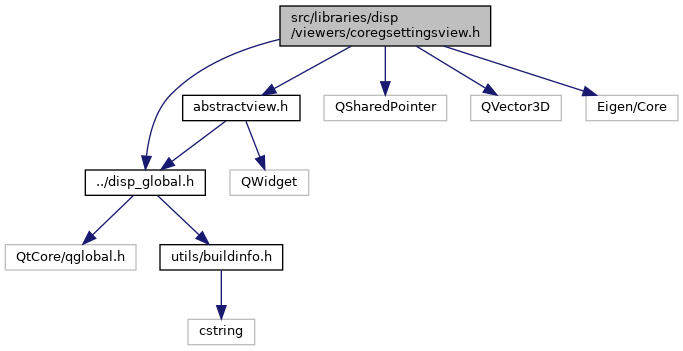 src/libraries/disp
/viewers/coregsettingsview.h
abstractview.h
QSharedPointer
QVector3D
Eigen/Core
../disp_global.h
QWidget
QtCore/qglobal.h
utils/buildinfo.h
cstring